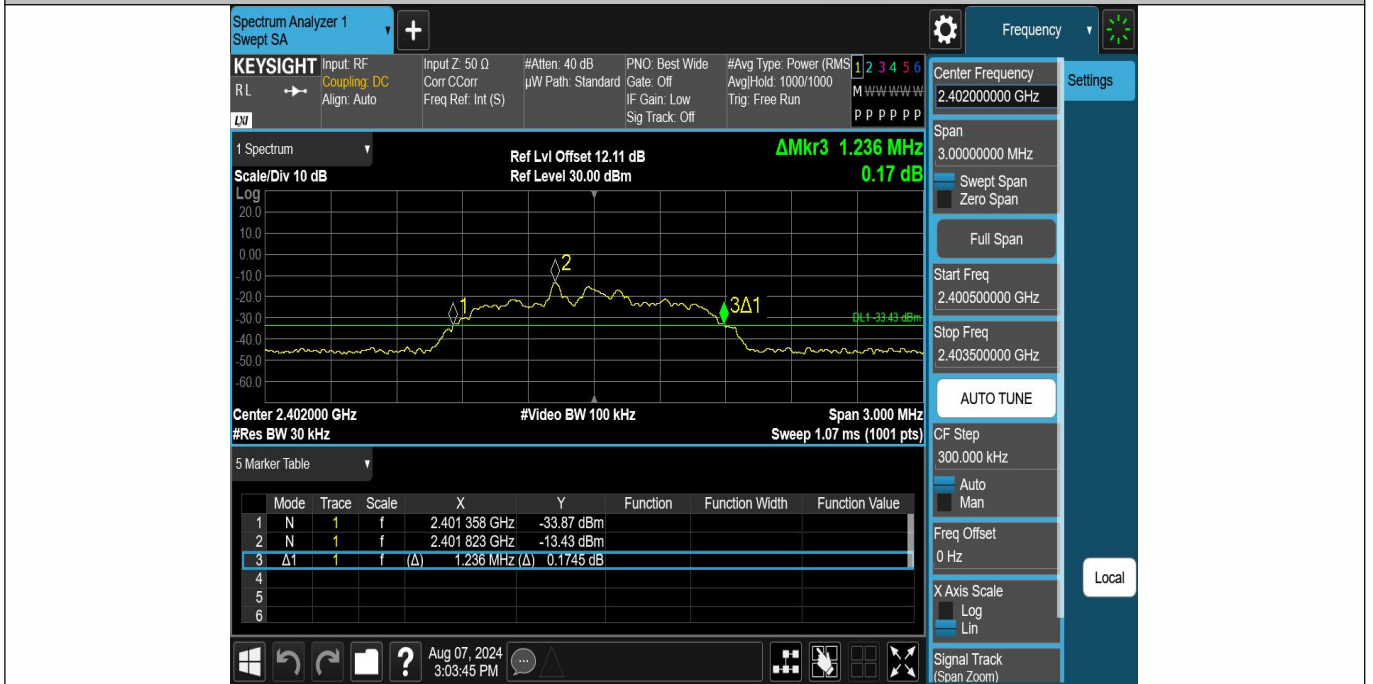 Spectrum Analyzer 1
Swept SA
+
Frequency
KEYSIGHT
RL
LXI
Input: RF
Coupling: DC
Align: Auto
Input Z: 50 Ω
Corr CCorr
Freq Ref: Int (S)
#Atten: 40 dB
µW Path: Standard
PNO: Best Wide
Gate: Off
IF Gain: Low
Sig Track: Off
#Avg Type: Power (RMS
Avg|Hold: 1000/1000
Trig: Free Run
1 2 3 4 5 6
M W W W W W
P P P P P P
1 Spectrum
Scale/Div 10 dB
Ref Lvl Offset 12.11 dB
Ref Level 30.00 dBm
ΔMkr3 1.236 MHz
0.17 dB
Log
20.0
10.0
0.00
-10.0
-20.0
-30.0
-40.0
-50.0
-60.0
1
2
3Δ1
DL1 -33.43 dBm
Center 2.402000 GHz
#Video BW 100 kHz
Span 3.000 MHz
#Res BW 30 kHz
Sweep 1.07 ms (1001 pts)
5 Marker Table
Mode Trace Scale X Y Function Function Width Function Value
1 N 1 f 2.401 358 GHz -33.87 dBm
2 N 1 f 2.401 823 GHz -13.43 dBm
3 Δ1 1 f (Δ) 1.236 MHz (Δ) 0.1745 dB
4
5
6
?
Aug 07, 2024
3:03:45 PM
Center Frequency
2.402000000 GHz
Settings
Span
3.00000000 MHz
Swept Span
Zero Span
Full Span
Start Freq
2.400500000 GHz
Stop Freq
2.403500000 GHz
AUTO TUNE
CF Step
300.000 kHz
Auto
Man
Freq Offset
0 Hz
X Axis Scale
Log
Lin
Signal Track
(Span Zoom)
Local